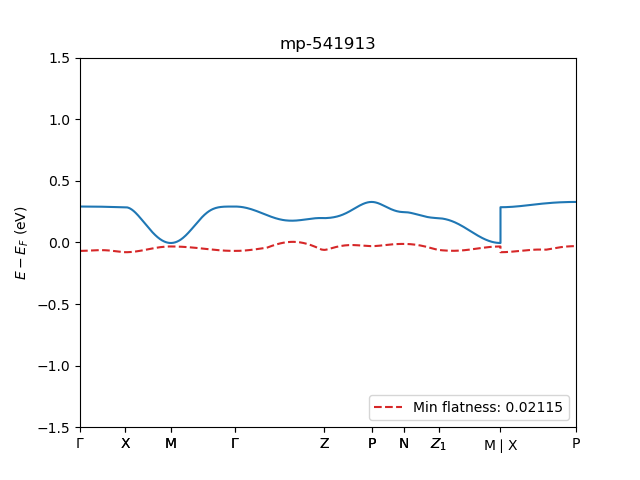 mp-541913
1.5
1.0
0.5
0.0
−0.5
−1.0
−1.5
E − E_F (eV)
Min flatness: 0.02115
Γ X M Γ Z P N Z_1 M | X P